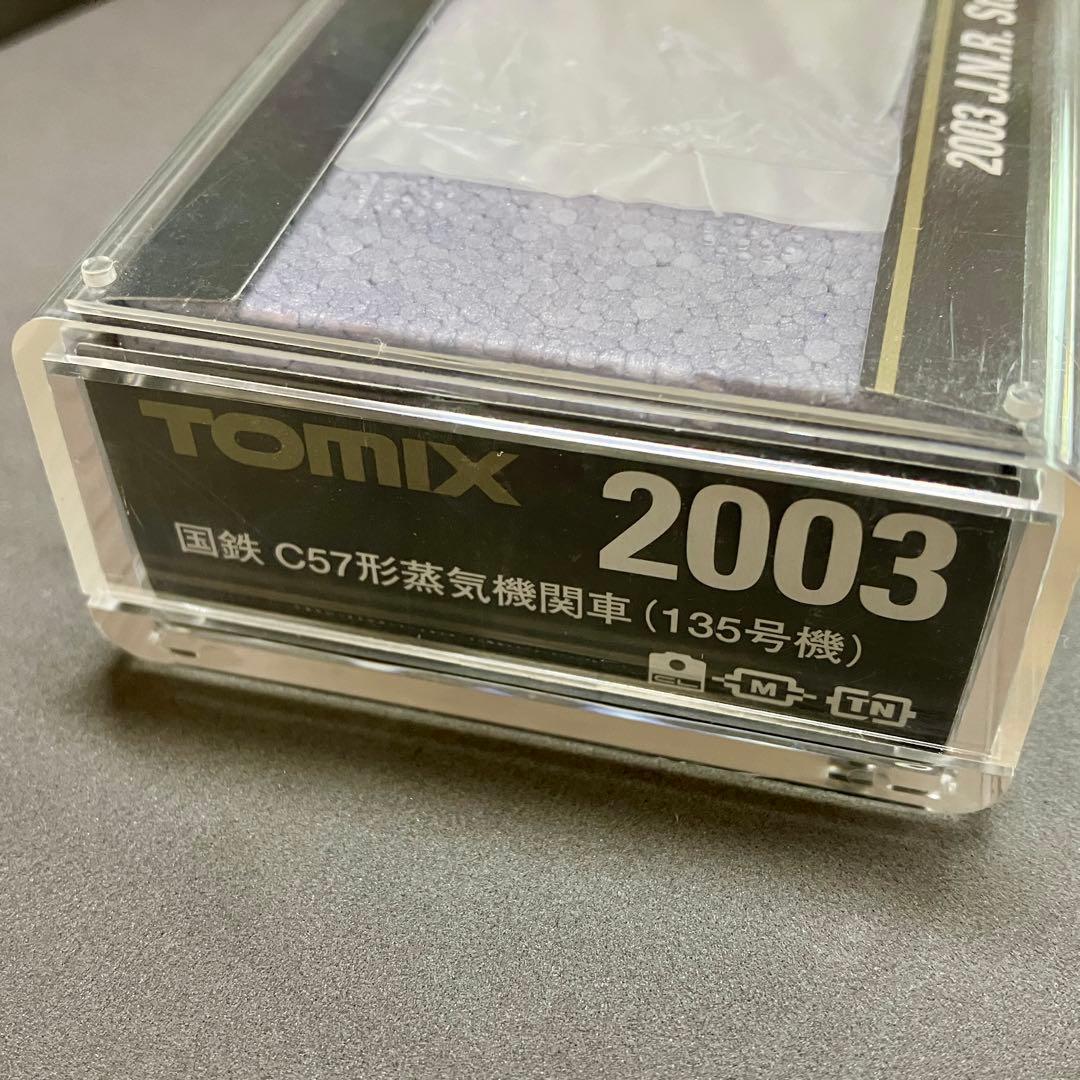 2003 J.N.R.
TOMIX
2003
国鉄 C57形蒸気機関車(135号機)
CL M TN